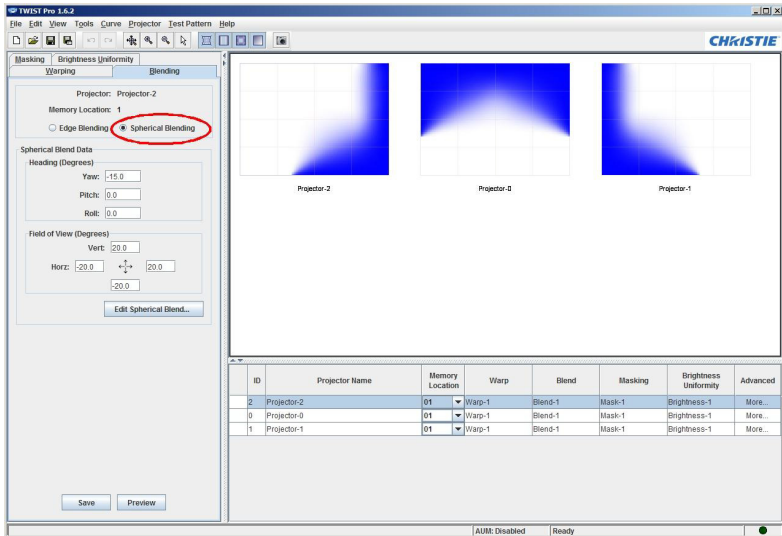 TWIST Pro 1.6.2
File Edit View Tools Curve Projector Test Pattern Help
CHRISTIE
Masking Brightness Uniformity
Warping Blending
Projector: Projector-2
Memory Location: 1
Edge Blending Spherical Blending
Spherical Blend Data
Heading (Degrees)
Yaw: -15.0
Pitch: 0.0
Roll: 0.0
Field of View (Degrees)
Vert: 20.0
Horz: -20.0 20.0
-20.0
Edit Spherical Blend...
Save Preview
Projector-2 Projector-0 Projector-1
ID Projector Name Memory Location Warp Blend Masking Brightness Uniformity Advanced
2 Projector-2 01 Warp-1 Blend-1 Mask-1 Brightness-1 More...
0 Projector-0 01 Warp-1 Blend-1 Mask-1 Brightness-1 More...
1 Projector-1 01 Warp-1 Blend-1 Mask-1 Brightness-1 More...
AUM: Disabled Ready